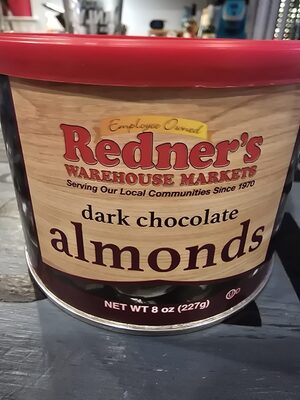 Employee Owned
Redner's
WAREHOUSE MARKETS
Serving Our Local Communities Since 1970
dark chocolate
almonds
NET WT 8 oz (227g)